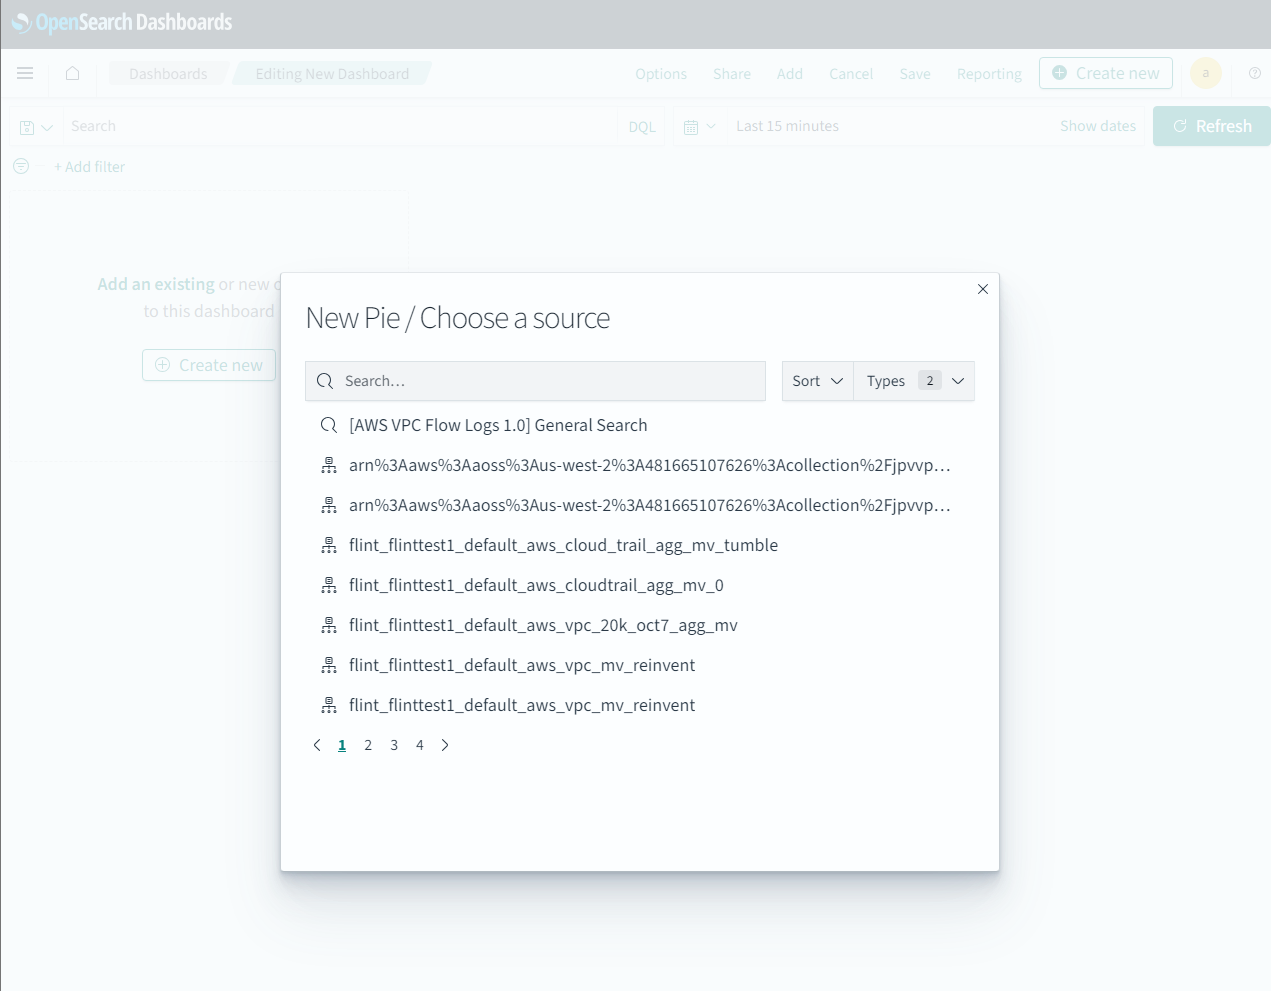 OpenSearch Dashboards
Dashboards Editing New Dashboard Options Share Add Cancel Save Reporting Create new a
Search DQL Last 15 minutes Show dates Refresh
+ Add filter
Add an existing or new
to this dashboard
Create new
New Pie / Choose a source
Search... Sort Types 2
[AWS VPC Flow Logs 1.0] General Search
arn%3Aaws%3Aaoss%3Aus-west-2%3A481665107626%3Acollection%2Fjpvvp...
arn%3Aaws%3Aaoss%3Aus-west-2%3A481665107626%3Acollection%2Fjpvvp...
flint_flinttest1_default_aws_cloud_trail_agg_mv_tumble
flint_flinttest1_default_aws_cloudtrail_agg_mv_0
flint_flinttest1_default_aws_vpc_20k_oct7_agg_mv
flint_flinttest1_default_aws_vpc_mv_reinvent
flint_flinttest1_default_aws_vpc_mv_reinvent
1 2 3 4